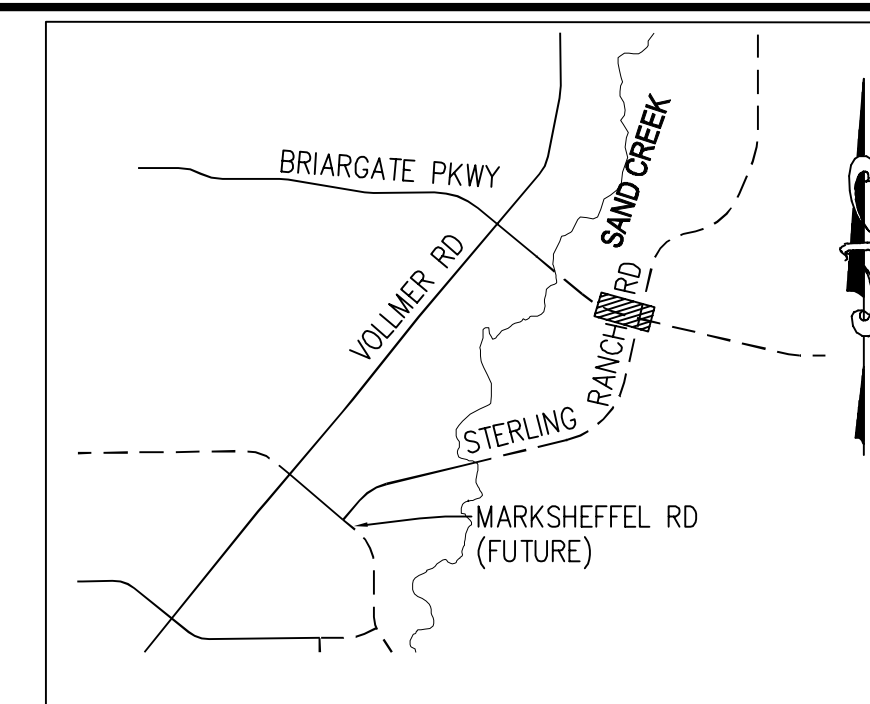 BRIARGATE PKWY
SAND CREEK
VOLLMER RD
STERLING RANCH RD
MARKSHEFFEL RD
(FUTURE)